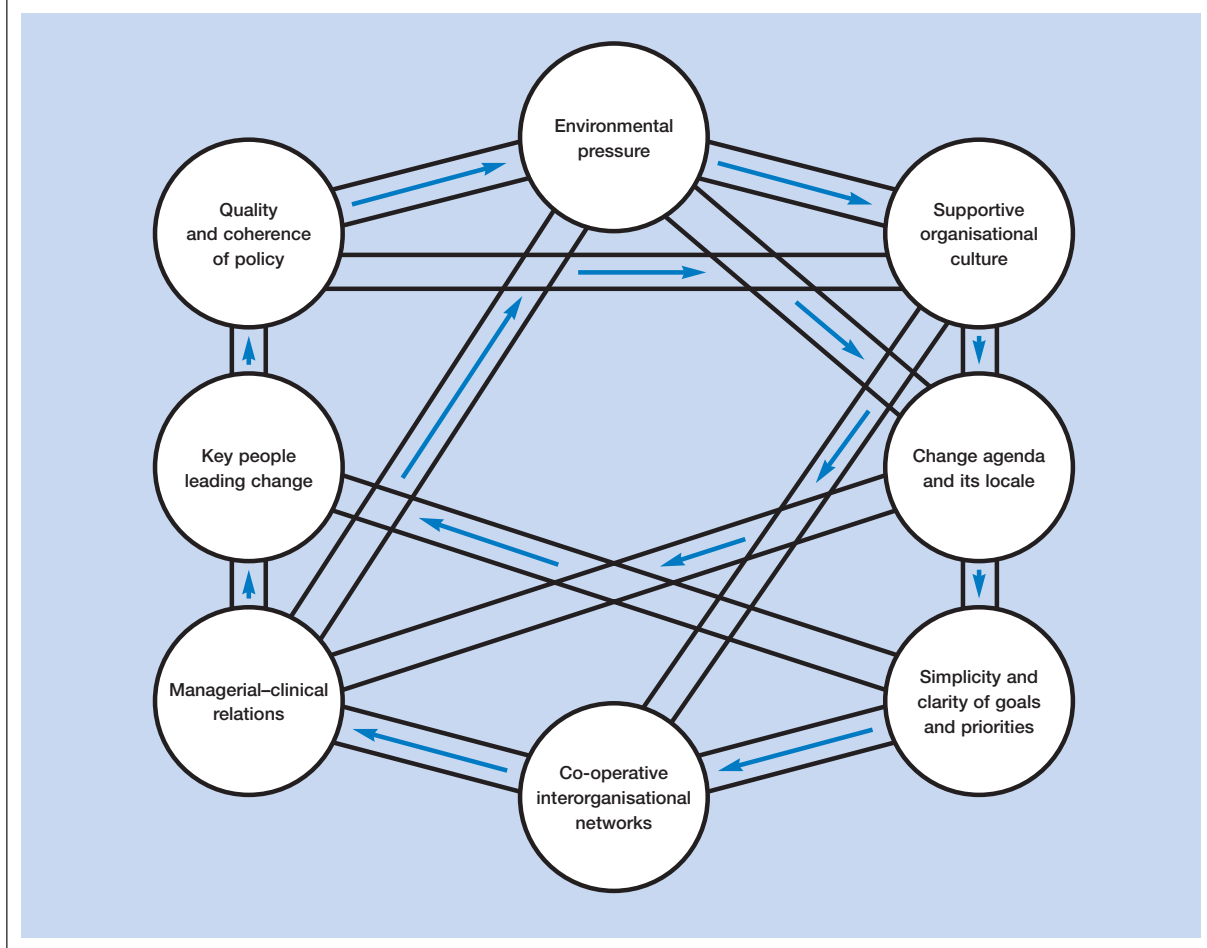 Environmental
pressure
Quality
and coherence
of policy
Supportive
organisational
culture
Key people
leading change
Change agenda
and its locale
Managerial–clinical
relations
Simplicity and
clarity of goals
and priorities
Co-operative
interorganisational
networks